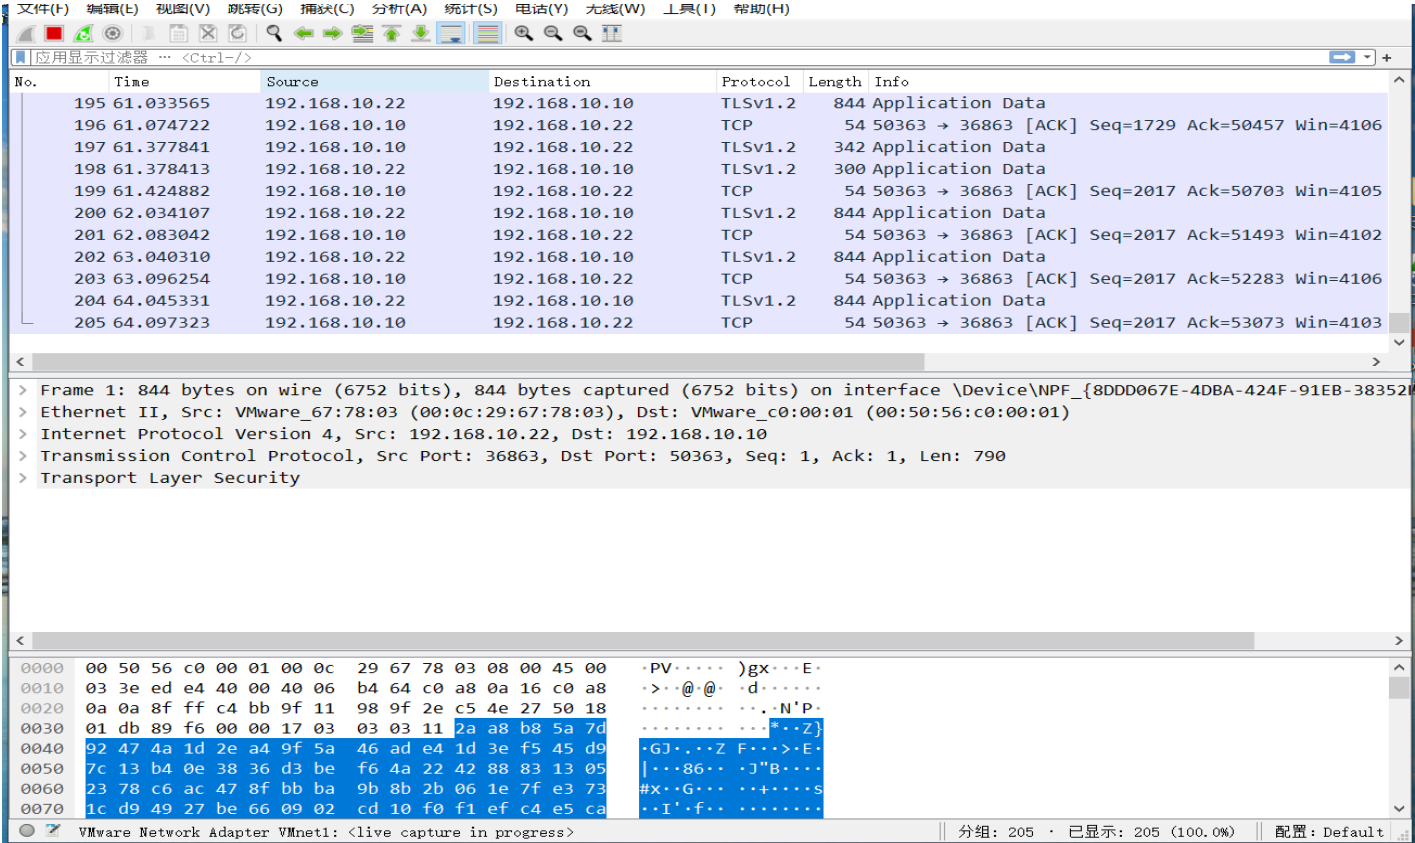 文件(F) 编辑(E) 视图(V) 跳转(G) 捕获(C) 分析(A) 统计(S) 电话(Y) 无线(W) 工具(T) 帮助(H)
应用显示过滤器 … <Ctrl-/>
No. Time Source Destination Protocol Length Info
195 61.033565 192.168.10.22 192.168.10.10 TLSv1.2 844 Application Data
196 61.074722 192.168.10.10 192.168.10.22 TCP 54 50363 → 36863 [ACK] Seq=1729 Ack=50457 Win=4106
197 61.377841 192.168.10.10 192.168.10.22 TLSv1.2 342 Application Data
198 61.378413 192.168.10.22 192.168.10.10 TLSv1.2 300 Application Data
199 61.424882 192.168.10.10 192.168.10.22 TCP 54 50363 → 36863 [ACK] Seq=2017 Ack=50703 Win=4105
200 62.034107 192.168.10.22 192.168.10.10 TLSv1.2 844 Application Data
201 62.083042 192.168.10.10 192.168.10.22 TCP 54 50363 → 36863 [ACK] Seq=2017 Ack=51493 Win=4102
202 63.040310 192.168.10.22 192.168.10.10 TLSv1.2 844 Application Data
203 63.096254 192.168.10.10 192.168.10.22 TCP 54 50363 → 36863 [ACK] Seq=2017 Ack=52283 Win=4106
204 64.045331 192.168.10.22 192.168.10.10 TLSv1.2 844 Application Data
205 64.097323 192.168.10.10 192.168.10.22 TCP 54 50363 → 36863 [ACK] Seq=2017 Ack=53073 Win=4103
> Frame 1: 844 bytes on wire (6752 bits), 844 bytes captured (6752 bits) on interface \Device\NPF_{8DDD067E-4DBA-424F-91EB-38352
> Ethernet II, Src: VMware_67:78:03 (00:0c:29:67:78:03), Dst: VMware_c0:00:01 (00:50:56:c0:00:01)
> Internet Protocol Version 4, Src: 192.168.10.22, Dst: 192.168.10.10
> Transmission Control Protocol, Src Port: 36863, Dst Port: 50363, Seq: 1, Ack: 1, Len: 790
> Transport Layer Security
0000 00 50 56 c0 00 01 00 0c 29 67 78 03 08 00 45 00 ·PV····· )gx···E·
0010 03 3e ed e4 40 00 40 06 b4 64 c0 a8 0a 16 c0 a8 ·>··@·@· ·d······
0020 0a 0a 8f ff c4 bb 9f 11 98 9f 2e c5 4e 27 50 18 ········ ··.·N'P·
0030 01 db 89 f6 00 00 17 03 03 03 11 2a a8 b8 5a 7d ········ ···*··Z}
0040 92 47 4a 1d 2e a4 9f 5a 46 ad e4 1d 3e f5 45 d9 ·GJ·.··Z F···>·E·
0050 7c 13 b4 0e 38 36 d3 be f6 4a 22 42 88 83 13 05 |···86·· ·J"B····
0060 23 78 c6 ac 47 8f bb ba 9b 8b 2b 06 1e 7f e3 73 #x··G··· ··+····s
0070 1c d9 49 27 be 66 09 02 cd 10 f0 f1 ef c4 e5 ca ··I'·f·· ········
VMware Network Adapter VMnet1: <live capture in progress> 分组: 205 · 已显示: 205 (100.0%) 配置: Default